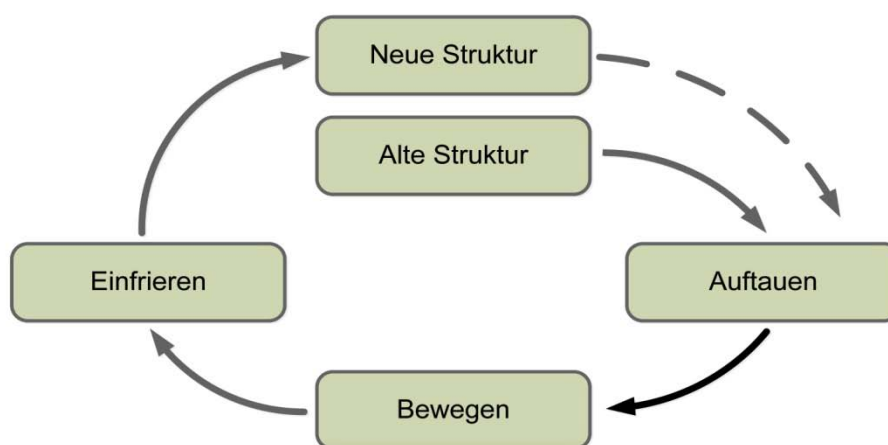 Neue Struktur
Alte Struktur
Einfrieren
Auftauen
Bewegen